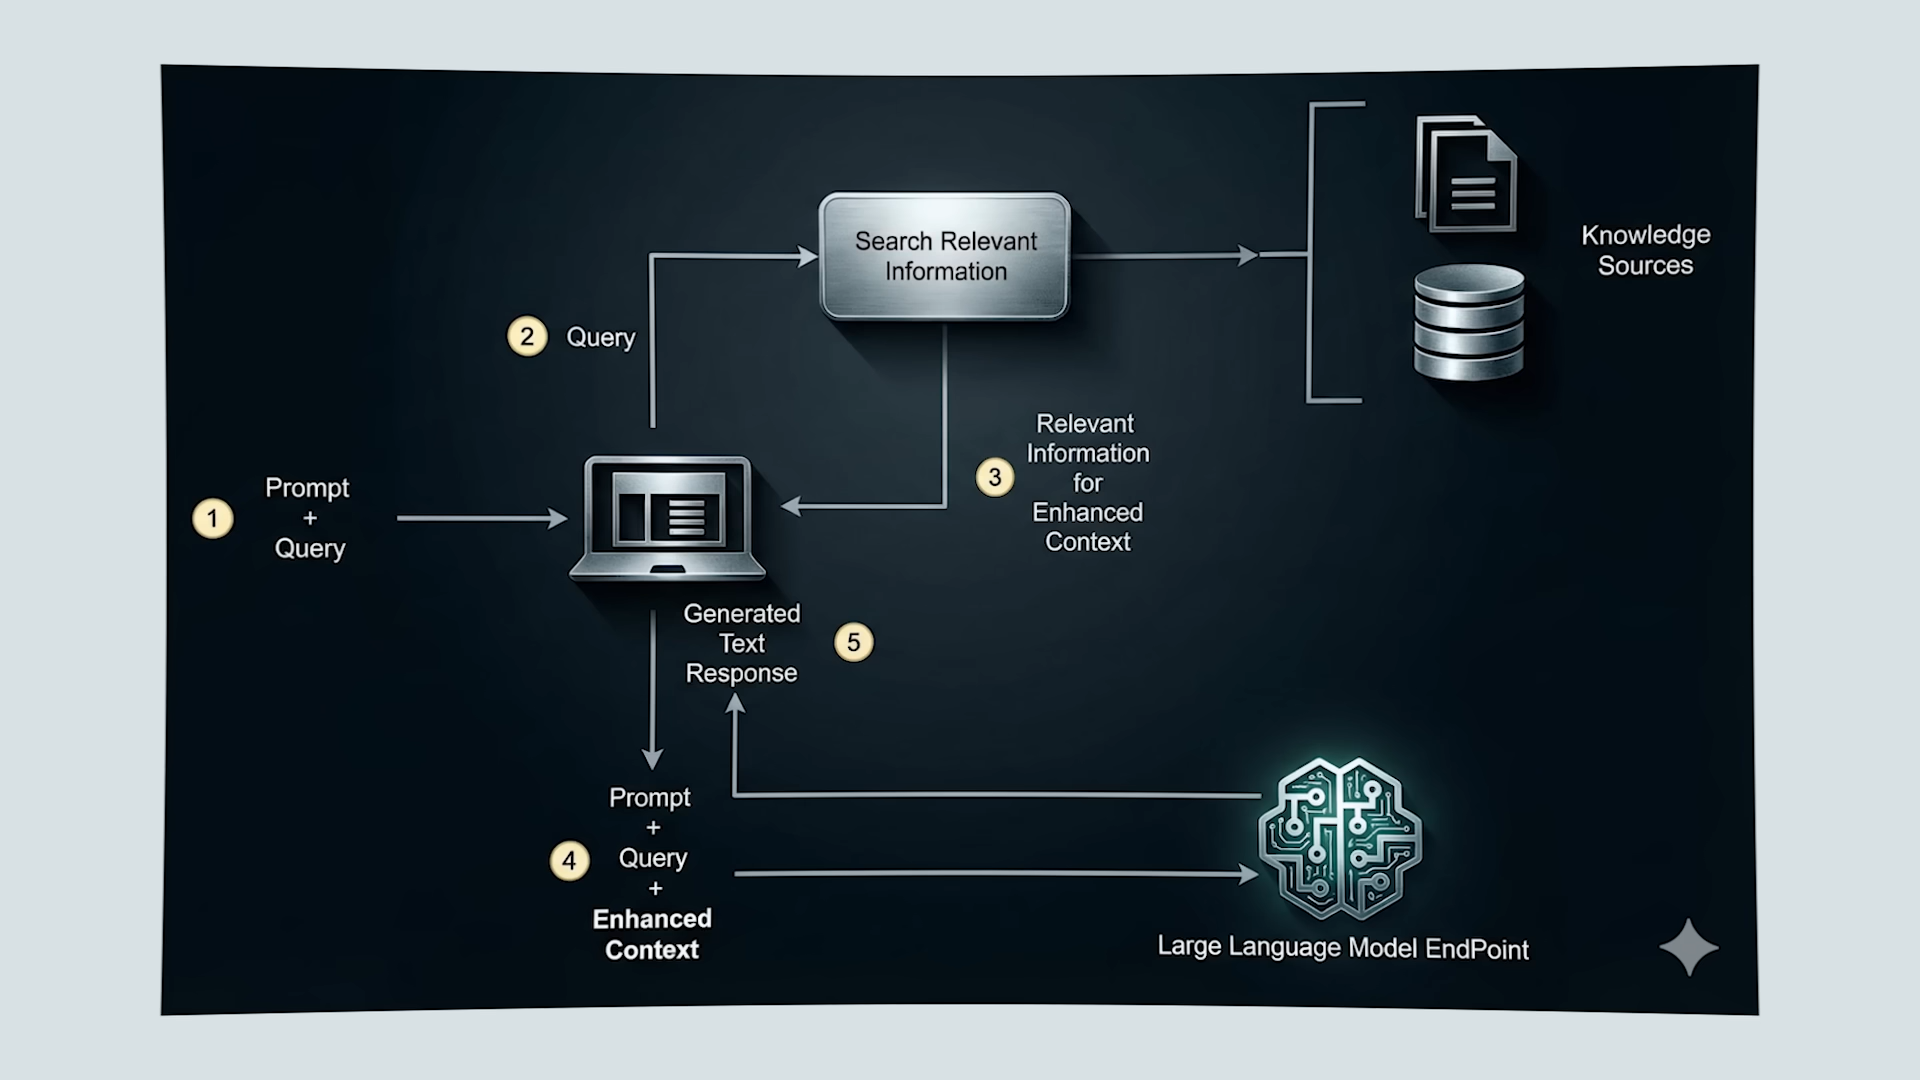 Search Relevant
Information
Knowledge
Sources
2 Query
Relevant
Information
3
for
Enhanced
Context
1
Prompt
+
Query
Generated
Text
Response
5
Prompt
+
4
Query
+
Enhanced
Context
Large Language Model EndPoint